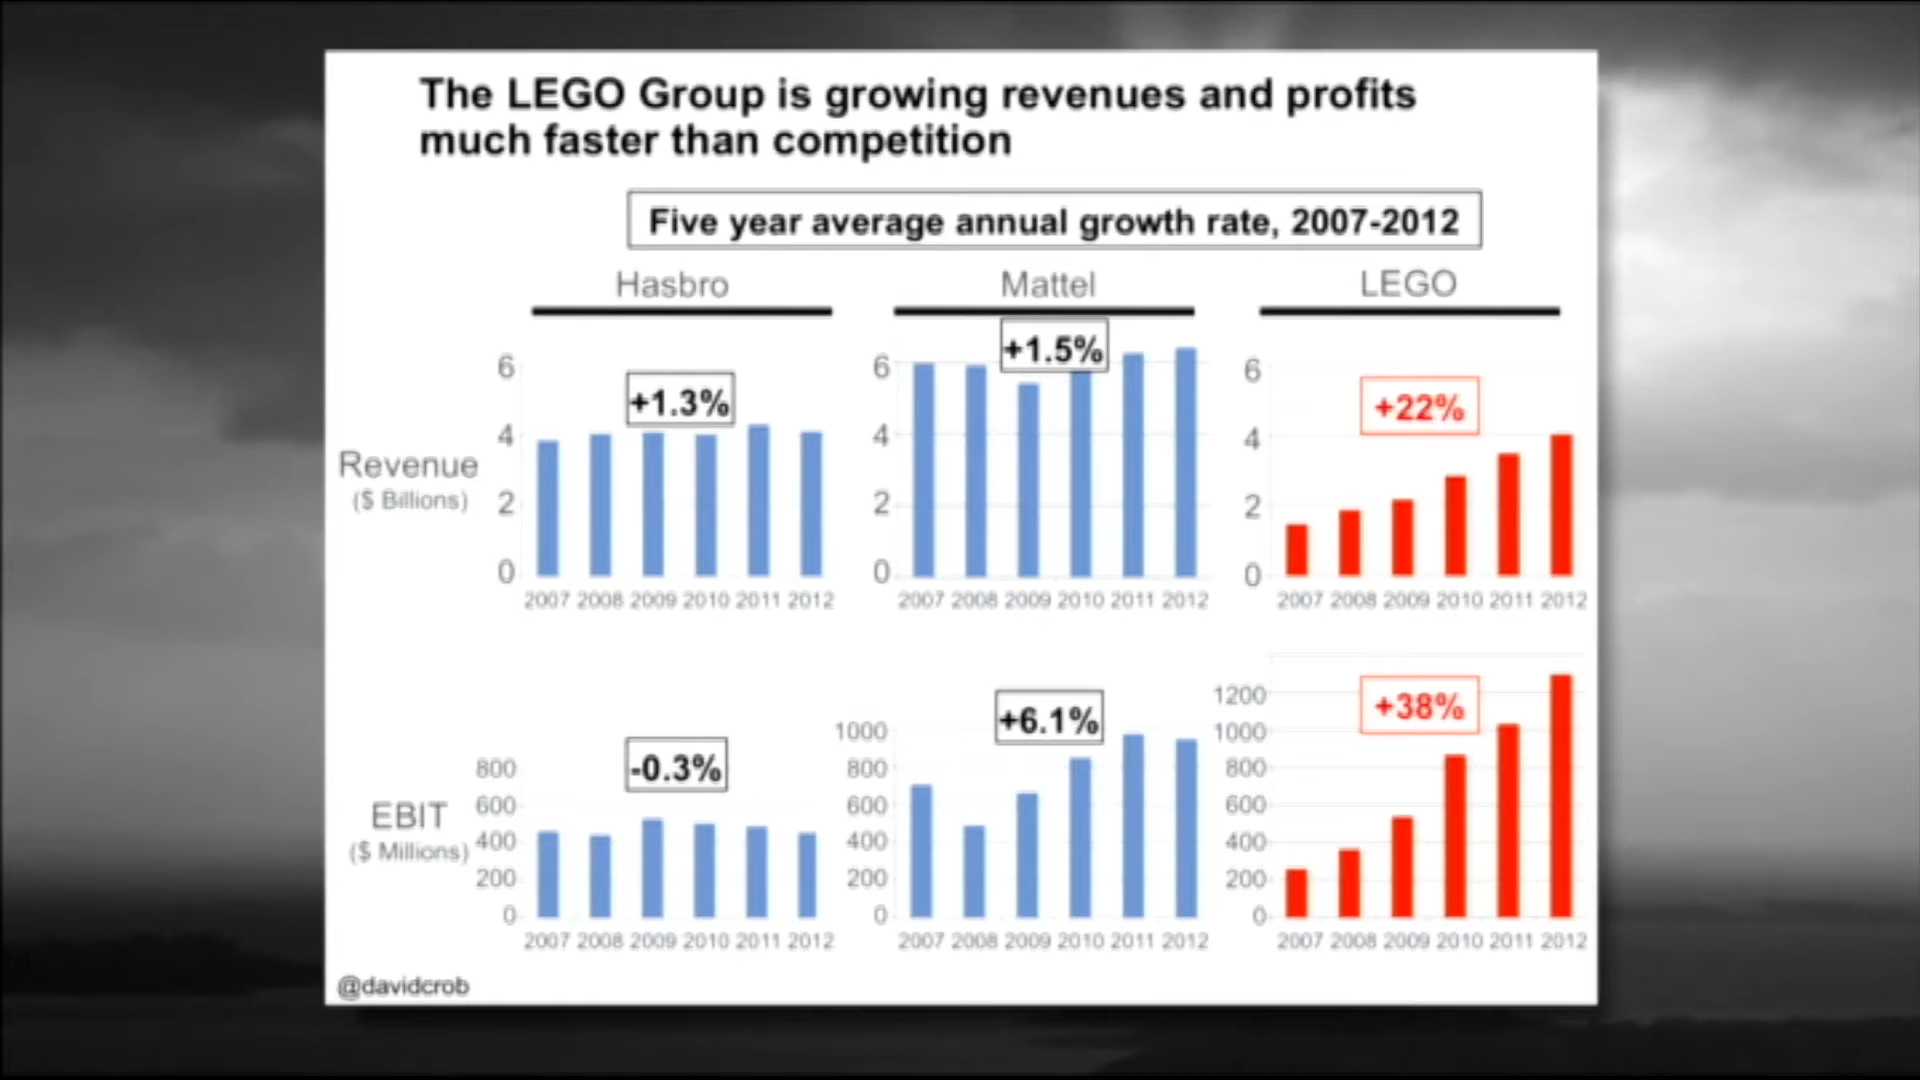 The LEGO Group is growing revenues and profits
much faster than competition
Five year average annual growth rate, 2007-2012
Hasbro
Mattel
LEGO
Revenue
($ Billions)
6
4
2
0
+1.3%
2007 2008 2009 2010 2011 2012
6
4
2
0
+1.5%
2007 2008 2009 2010 2011 2012
6
4
2
0
+22%
2007 2008 2009 2010 2011 2012
EBIT
($ Millions)
800
600
400
200
0
-0.3%
2007 2008 2009 2010 2011 2012
1000
800
600
400
200
0
+6.1%
2007 2008 2009 2010 2011 2012
1200
1000
800
600
400
200
0
+38%
2007 2008 2009 2010 2011 2012
@davidcrob